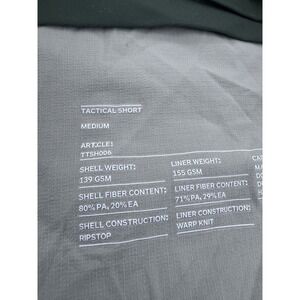 TACTICAL SHORT
MEDIUM
ARTICLE:
TTSH006
SHELL WEIGHT:
139 GSM
LINER WEIGHT:
155 GSM
SHELL FIBER CONTENT:
80% PA, 20% EA
LINER FIBER CONTENT:
71% PA, 29% EA
SHELL CONSTRUCTION:
RIPSTOP
LINER CONSTRUCTION:
WARP KNIT